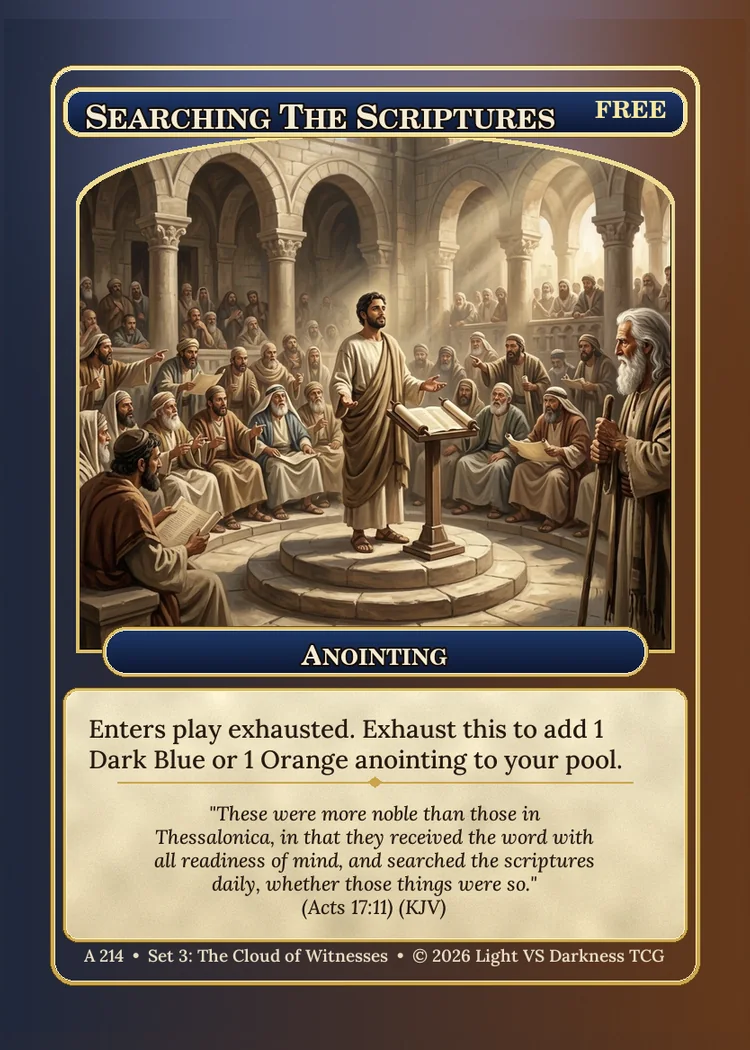 Searching The Scriptures FREE
Anointing
Enters play exhausted. Exhaust this to add 1
Dark Blue or 1 Orange anointing to your pool.
"These were more noble than those in
Thessalonica, in that they received the word with
all readiness of mind, and searched the scriptures
daily, whether those things were so."
(Acts 17:11) (KJV)
A 214 • Set 3: The Cloud of Witnesses • © 2026 Light VS Darkness TCG